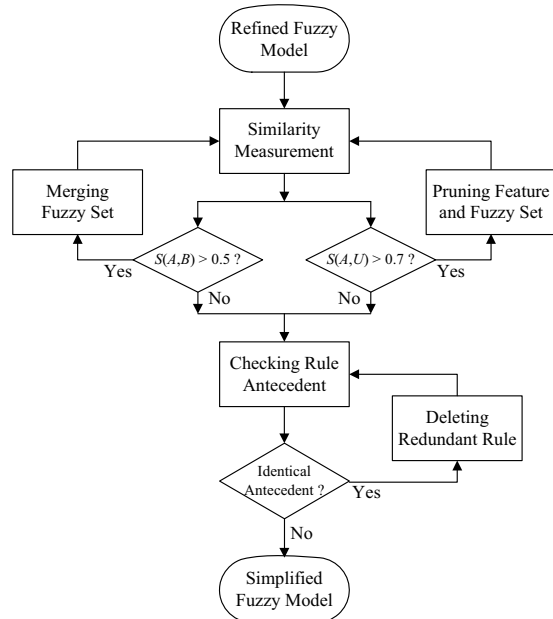 Refined Fuzzy
Model
Similarity
Measurement
Merging
Fuzzy Set
Pruning Feature
and Fuzzy Set
S(A,B) > 0.5 ?
S(A,U) > 0.7 ?
Yes
Yes
No
No
Checking Rule
Antecedent
Deleting
Redundant Rule
Identical
Antecedent ?
Yes
No
Simplified
Fuzzy Model